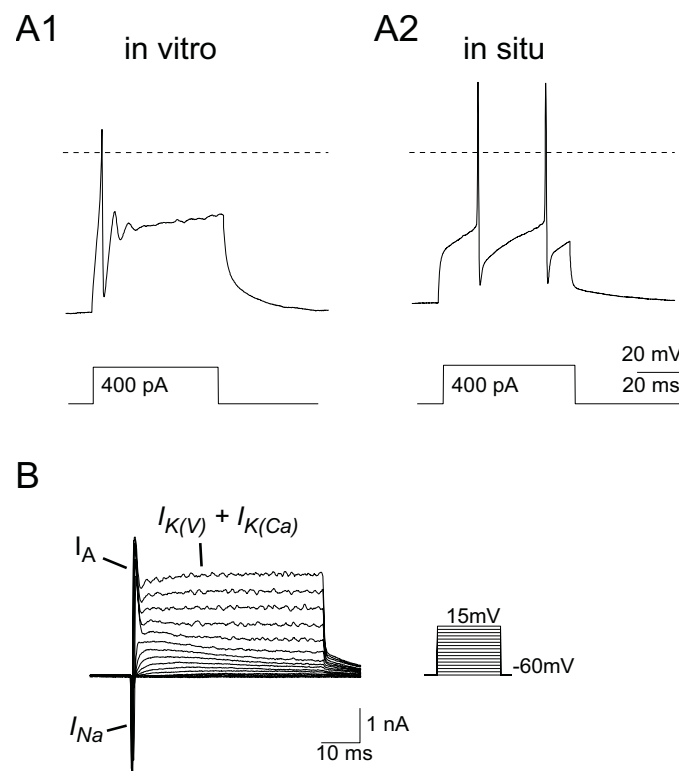 A1
in vitro
A2
in situ
400 pA
400 pA
20 mV
20 ms
B
I_K(V) + I_K(Ca)
I_A
I_Na
15mV
-60mV
1 nA
10 ms